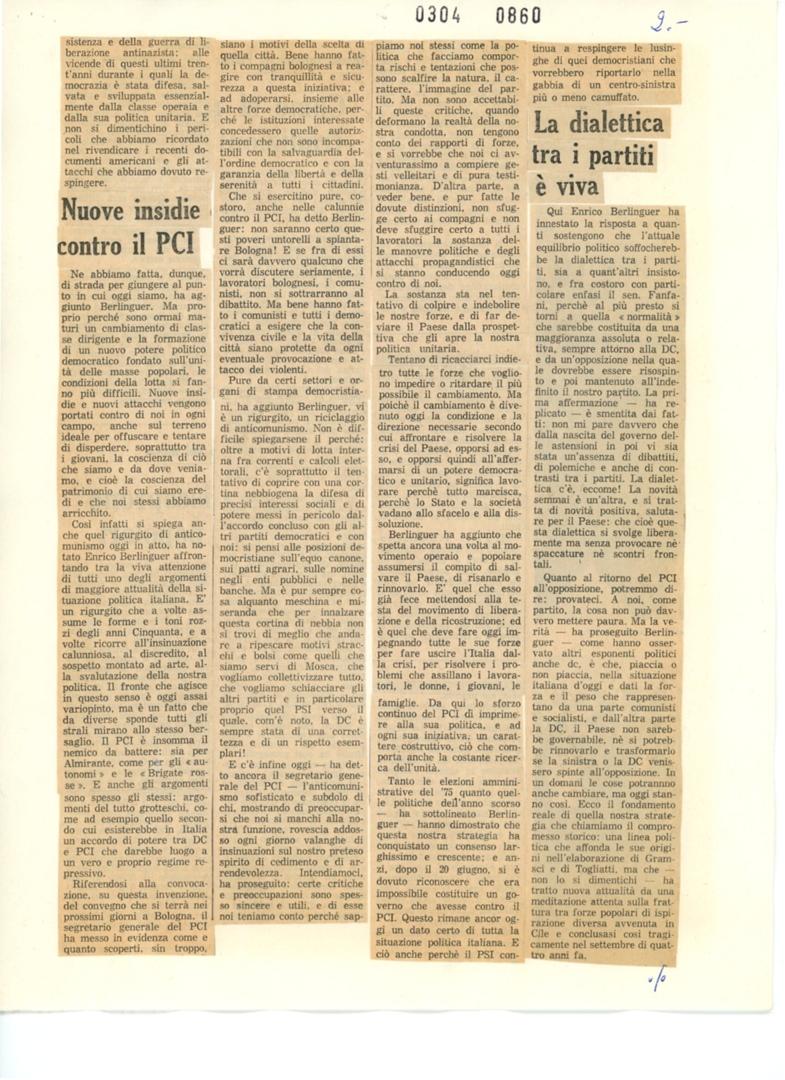 0304 0860
2.-
sistenza e della guerra di li-
berazione antinazista: alle
vicende di questi ultimi tren-
t'anni durante i quali la de-
mocrazia è stata difesa, sal-
vata e sviluppata essenzial-
mente dalla classe operaia e
dalla sua politica unitaria. E
non si dimentichino i peri-
coli che abbiamo ricordato
nel rivendicare i recenti do-
cumenti americani e gli at-
tacchi che abbiamo dovuto re-
spingere.
Nuove insidie
contro il PCI
Ne abbiamo fatta, dunque,
di strada per giungere al pun-
to in cui oggi siamo, ha ag-
giunto Berlinguer. Ma pro-
prio perché sono ormai ma-
turi un cambiamento di clas-
se dirigente e la formazione
di un nuovo potere politico
democratico fondato sull'uni-
tà delle masse popolari, le
condizioni della lotta si fan-
no più difficili. Nuove insi-
die e nuovi attacchi vengono
portati contro di noi in ogni
campo, anche sul terreno
ideale per offuscare e tentare
di disperdere, soprattutto tra
i giovani, la coscienza di ciò
che siamo e da dove venia-
mo, e cioè la coscienza del
patrimonio di cui siamo ere-
di e che noi stessi abbiamo
arricchito.
Così infatti si spiega an-
che quel rigurgito di antico-
munismo oggi in atto, ha no-
tato Enrico Berlinguer affron-
tando tra la viva attenzione
di tutti uno degli argomenti
di maggiore attualità della si-
tuazione politica italiana. E'
un rigurgito che a volte as-
sume le forme e i toni roz-
zi degli anni Cinquanta, e a
volte ricorre all'insinuazione
calunniosa, al discredito, al
sospetto montado ad arte, al-
la svalutazione della nostra
politica. Il fronte che agisce
in questo senso è oggi assai
variopinto, ma è un fatto che
da diverse sponde tutti gli
strali mirano allo stesso ber-
saglio. Il PCI è insomma il
nemico da battere: sia per
Almirante, come per gli « au-
tonomi » e le « Brigate ros-
se ». E anche gli argomenti
sono spesso gli stessi: argo-
menti del tutto grotteschi, co-
me ad esempio quello secon-
do cui esisterebbe in Italia
un accordo di potere tra DC
e PCI che darebbe luogo a
un vero e proprio regime re-
pressivo.
Riferendosi alla convoca-
zione, su questa invenzione,
del convegno che si terrà nei
prossimi giorni a Bologna, il
segretario generale del PCI
ha messo in evidenza come e
quanto scoperti, sin troppo,
siano i motivi della scelta di
quella città. Bene hanno fat-
to i compagni bolognesi a rea-
gire con tranquillità e sicu-
rezza a questa iniziativa; e
ad adoperarsi, insieme alle
altre forze democratiche, per-
ché le istituzioni interessate
concedessero quelle autoriz-
zazioni che non sono incompa-
tibili con la salvaguardia del-
l'ordine democratico e con la
garanzia della libertà e della
serenità a tutti i cittadini.
Che si esercitino pure, co-
storo, anche nelle calunnie
contro il PCI, ha detto Berlin-
guer: non saranno certo que-
sti poveri untorelli a spianta-
re Bologna! E se fra di essi
ci sarà davvero qualcuno che
vorrà discutere seriamente, i
lavoratori bolognesi, i comu-
nisti, non si sottrarranno al
dibattito. Ma bene hanno fat-
to i comunisti e tutti i demo-
cratici a esigere che la con-
vivenza civile e la vita della
città siano protette da ogni
eventuale provocazione e at-
tacco dei violenti.
Pure da certi settori e or-
gani di stampa democristia-
ni, ha aggiunto Berlinguer, vi
è un rigurgito, un riciclaggio
di anticomunismo. Non è dif-
ficile spiegarsene il perché:
oltre a motivi di lotta inter-
na fra correnti e calcoli elet-
torali, c'è soprattutto il ten-
tativo di coprire con una cor-
tina nebbiogena la difesa di
precisi interessi sociali e di
potere messi in pericolo dal-
l'accordo concluso con gli al-
tri partiti democratici e con
noi: si pensi alle posizioni de-
mocristiane sull'equo canone,
sui patti agrari, sulle nomine
negli enti pubblici e nelle
banche. Ma è pur sempre co-
sa alquanto meschina e mi-
seranda che per innalzare
questa cortina di nebbia non
si trovi di meglio che anda-
re a ripescare motivi strac-
chi e bolsi come quelli che
siamo servi di Mosca, che
vogliamo collettivizzare tutto,
che vogliamo schiacciare gli
altri partiti e in particolare
proprio quel PSI verso il
quale, com'è noto, la DC è
sempre stata di una corret-
tezza e di un rispetto esem-
plari!
E c'è infine oggi — ha det-
to ancora il segretario gene-
rale del PCI — l'anticomuni-
smo sofisticato e subdolo di
chi, mostrando di preoccupar-
si che noi si manchi alla no-
stra funzione, rovescia addos-
so ogni giorno valanghe di
insinuazioni sul nostro preteso
spirito di cedimento e di ar-
rendevolezza. Intendiamoci,
ha proseguito: certe critiche
e preoccupazioni sono spes-
so sincere e utili, e di esse
noi teniamo conto perché sap-
piamo noi stessi come la po-
litica che facciamo compor-
ta rischi e tentazioni che pos-
sono scalfire la natura, il ca-
rattere, l'immagine del par-
tito. Ma non sono accettabi-
li queste critiche, quando
deformano la realtà della no-
stra condotta, non tengono
conto dei rapporti di forze,
e si vorrebbe che noi ci av-
venturassimo a compiere ge-
sti velleitari e di pura testi-
monianza. D'altra parte, a
veder bene, e pur fatte le
dovute distinzioni, non sfug-
ge certo ai compagni e non
deve sfuggire certo a tutti i
lavoratori la sostanza del-
le manovre politiche e degli
attacchi propagandistici che
si stanno conducendo oggi
contro di noi.
La sostanza sta nel ten-
tativo di colpire e indebolire
le nostre forze, e di far de-
viare il Paese dalla prospet-
tiva che gli apre la nostra
politica unitaria.
Tentano di ricacciarci indie-
tro tutte le forze che voglio-
no impedire o ritardare il più
possibile il cambiamento. Ma
poiché il cambiamento è dive-
nuto oggi la condizione e la
direzione necessarie secondo
cui affrontare e risolvere la
crisi del Paese, opporsi ad es-
so, e opporsi quindi all'affer-
marsi di un potere democra-
tico e unitario, significa lavo-
rare perché tutto marcisca,
perché lo Stato e la società
vadano allo sfacelo e alla dis-
soluzione.
Berlinguer ha aggiunto che
spetta ancora una volta al mo-
vimento operaio e popolare
assumersi il compito di sal-
vare il Paese, di risanarlo e
rinnovarlo. E' quel che esso
già fece mettendosi alla te-
sta del movimento di libera-
zione e della ricostruzione; ed
è quel che deve fare oggi im-
pegnando tutte le sue forze
per fare uscire l'Italia dal-
la crisi, per risolvere i pro-
blemi che assillano i lavora-
tori, le donne, i giovani, le
famiglie. Da qui lo sforzo
continuo del PCI di imprime-
re alla sua politica, e ad
ogni sua iniziativa, un carat-
tere costruttivo, ciò che com-
porta anche la costante ricer-
ca dell'unità.
Tanto le elezioni ammini-
strative del '75 quanto quel-
le politiche dell'anno scorso
— ha sottolineato Berlin-
guer — hanno dimostrato che
questa nostra strategia ha
conquistato un consenso lar-
ghissimo e crescente; e an-
zi, dopo il 20 giugno, si è
dovuto riconoscere che era
impossibile costituire un go-
verno che avesse contro il
PCI. Questo rimane ancor og-
gi un dato certo di tutta la
situazione politica italiana. E
ciò anche perchè il PSI con-
tinua a respingere le lusin-
ghe di quei democristiani che
vorrebbero riportarlo nella
gabbia di un centro-sinistra
più o meno camuffato.
La dialettica
tra i partiti
è viva
Qui Enrico Berlinguer ha
innestato la risposta a quan-
ti sostengono che l'attuale
equilibrio politico soffochereb-
be la dialettica tra i parti-
ti, sia a quant'altri insisto-
no, e fra costoro con parti-
colare enfasi il sen. Fanfa-
ni, perchè al più presto si
torni a quella « normalità »
che sarebbe costituita da una
maggioranza assoluta o rela-
tiva, sempre attorno alla DC,
e da un'opposizione nella qua-
le dovrebbe essere risospin-
to e poi mantenuto all'inde-
finito il nostro partito. La pri-
ma affermazione — ha re-
plicato — è smentita dai fat-
ti: non mi pare davvero che
dalla nascita del governo del-
le astensioni in poi vi sia
stata un'assenza di dibattiti,
di polemiche e anche di con-
trasti tra i partiti. La dialet-
tica c'è, eccome! La novità
semmai è un'altra, e si trat-
ta di novità positiva, saluta-
re per il Paese: che cioè que-
sta dialettica si svolge libera-
mente ma senza provocare nè
spaccature nè scontri fron-
tali.
Quanto al ritorno del PCI
all'opposizione, potremmo di-
re: provateci. A noi, come
partito, la cosa non può dav-
vero mettere paura. Ma la ve-
rità — ha proseguito Berlin-
guer — come hanno osser-
vato altri esponenti politici
anche dc, è che, piaccia o
non piaccia, nella situazione
italiana d'oggi e dati la for-
za e il peso che rappresen-
tano da una parte comunisti
e socialisti, e dall'altra parte
la DC, il Paese non sareb-
be governabile, nè si potreb-
be rinnovarlo e trasformarlo
se la sinistra o la DC venis-
sero spinte all'opposizione. In
un domani le cose potranno
anche cambiare, ma oggi stan-
no così. Ecco il fondamento
reale di quella nostra strate-
gia che chiamiamo il compro-
messo storico: una linea poli-
tica che affonda le sue origi-
ni nell'elaborazione di Gram-
sci e di Togliatti, ma che —
non lo si dimentichi — ha
tratto nuova attualità da una
meditazione attenta sulla frat-
tura tra forze popolari di ispi-
razione diversa avvenuta in
Cile e conclusasi così tragi-
camente nel settembre di quat-
tro anni fa.